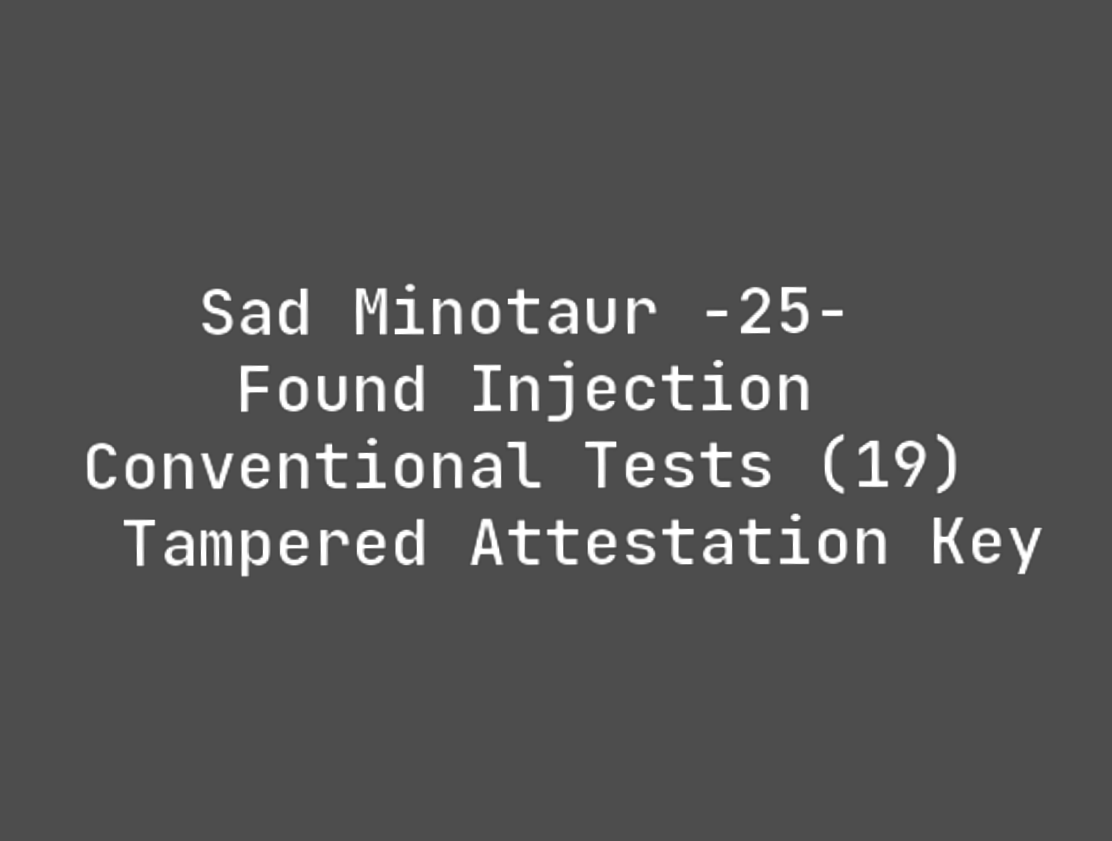 Sad Minotaur -25-
Found Injection
Conventional Tests (19)
Tampered Attestation Key